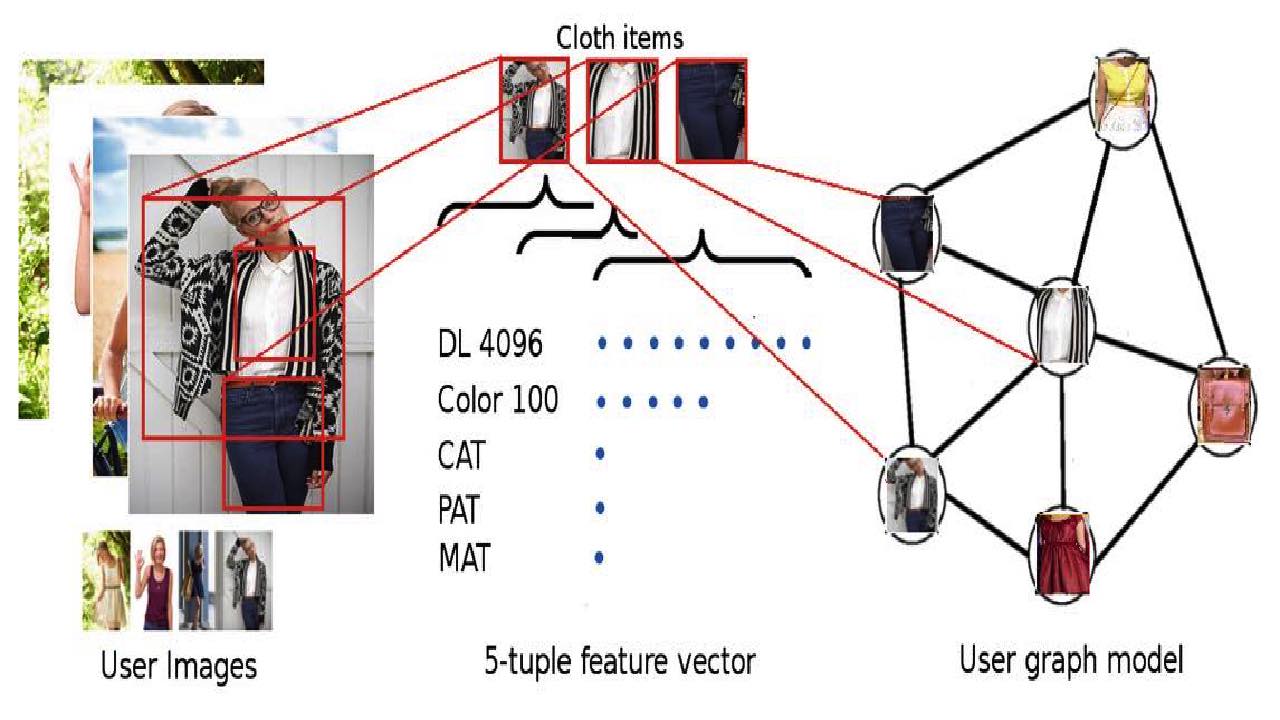 Cloth items
DL 4096
Color 100
CAT
PAT
MAT
User Images
5-tuple feature vector
User graph model